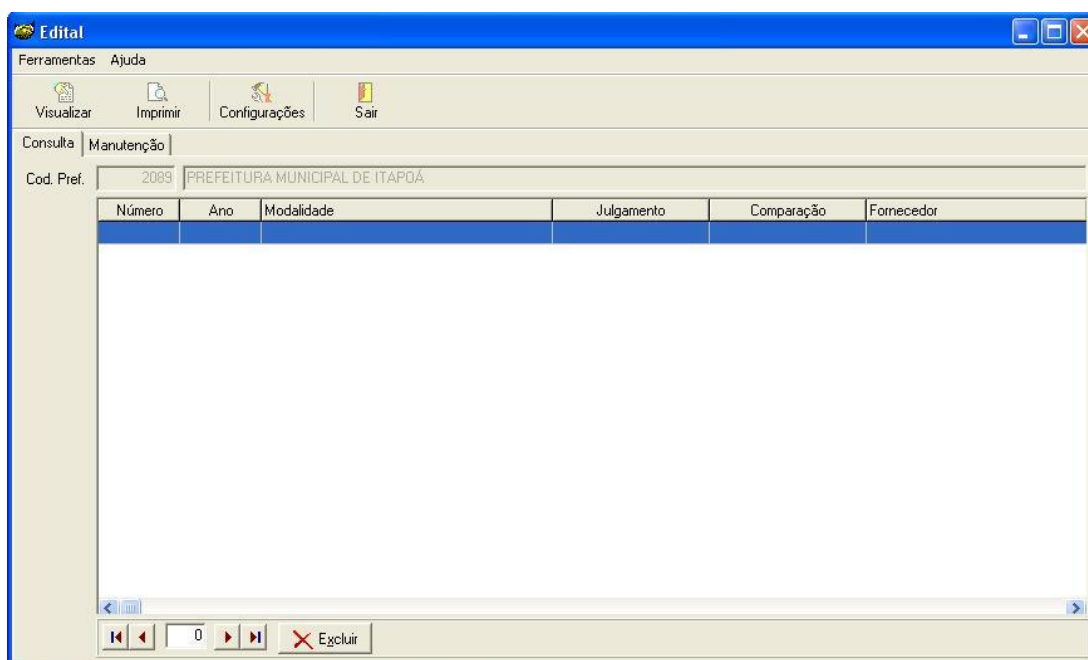 Edital
Ferramentas Ajuda
Visualizar Imprimir Configurações Sair
Consulta Manutenção
Cod. Pref. 2089 PREFEITURA MUNICIPAL DE ITAPOÁ
Número Ano Modalidade Julgamento Comparação Fornecedor
0 Excluir